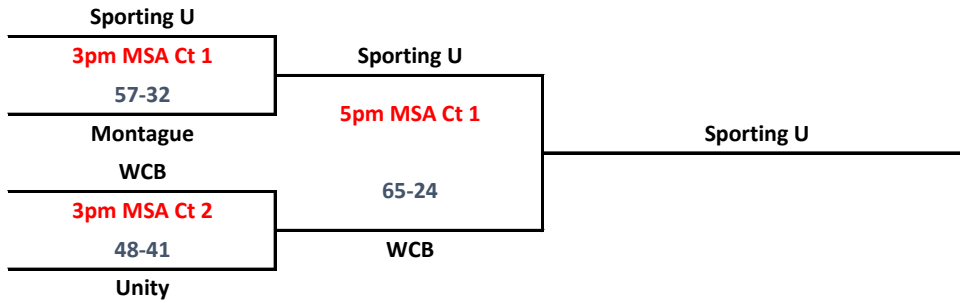 Sporting U
3pm MSA Ct 1
57-32
Montague
WCB
3pm MSA Ct 2
48-41
Unity
Sporting U
5pm MSA Ct 1
65-24
WCB
Sporting U